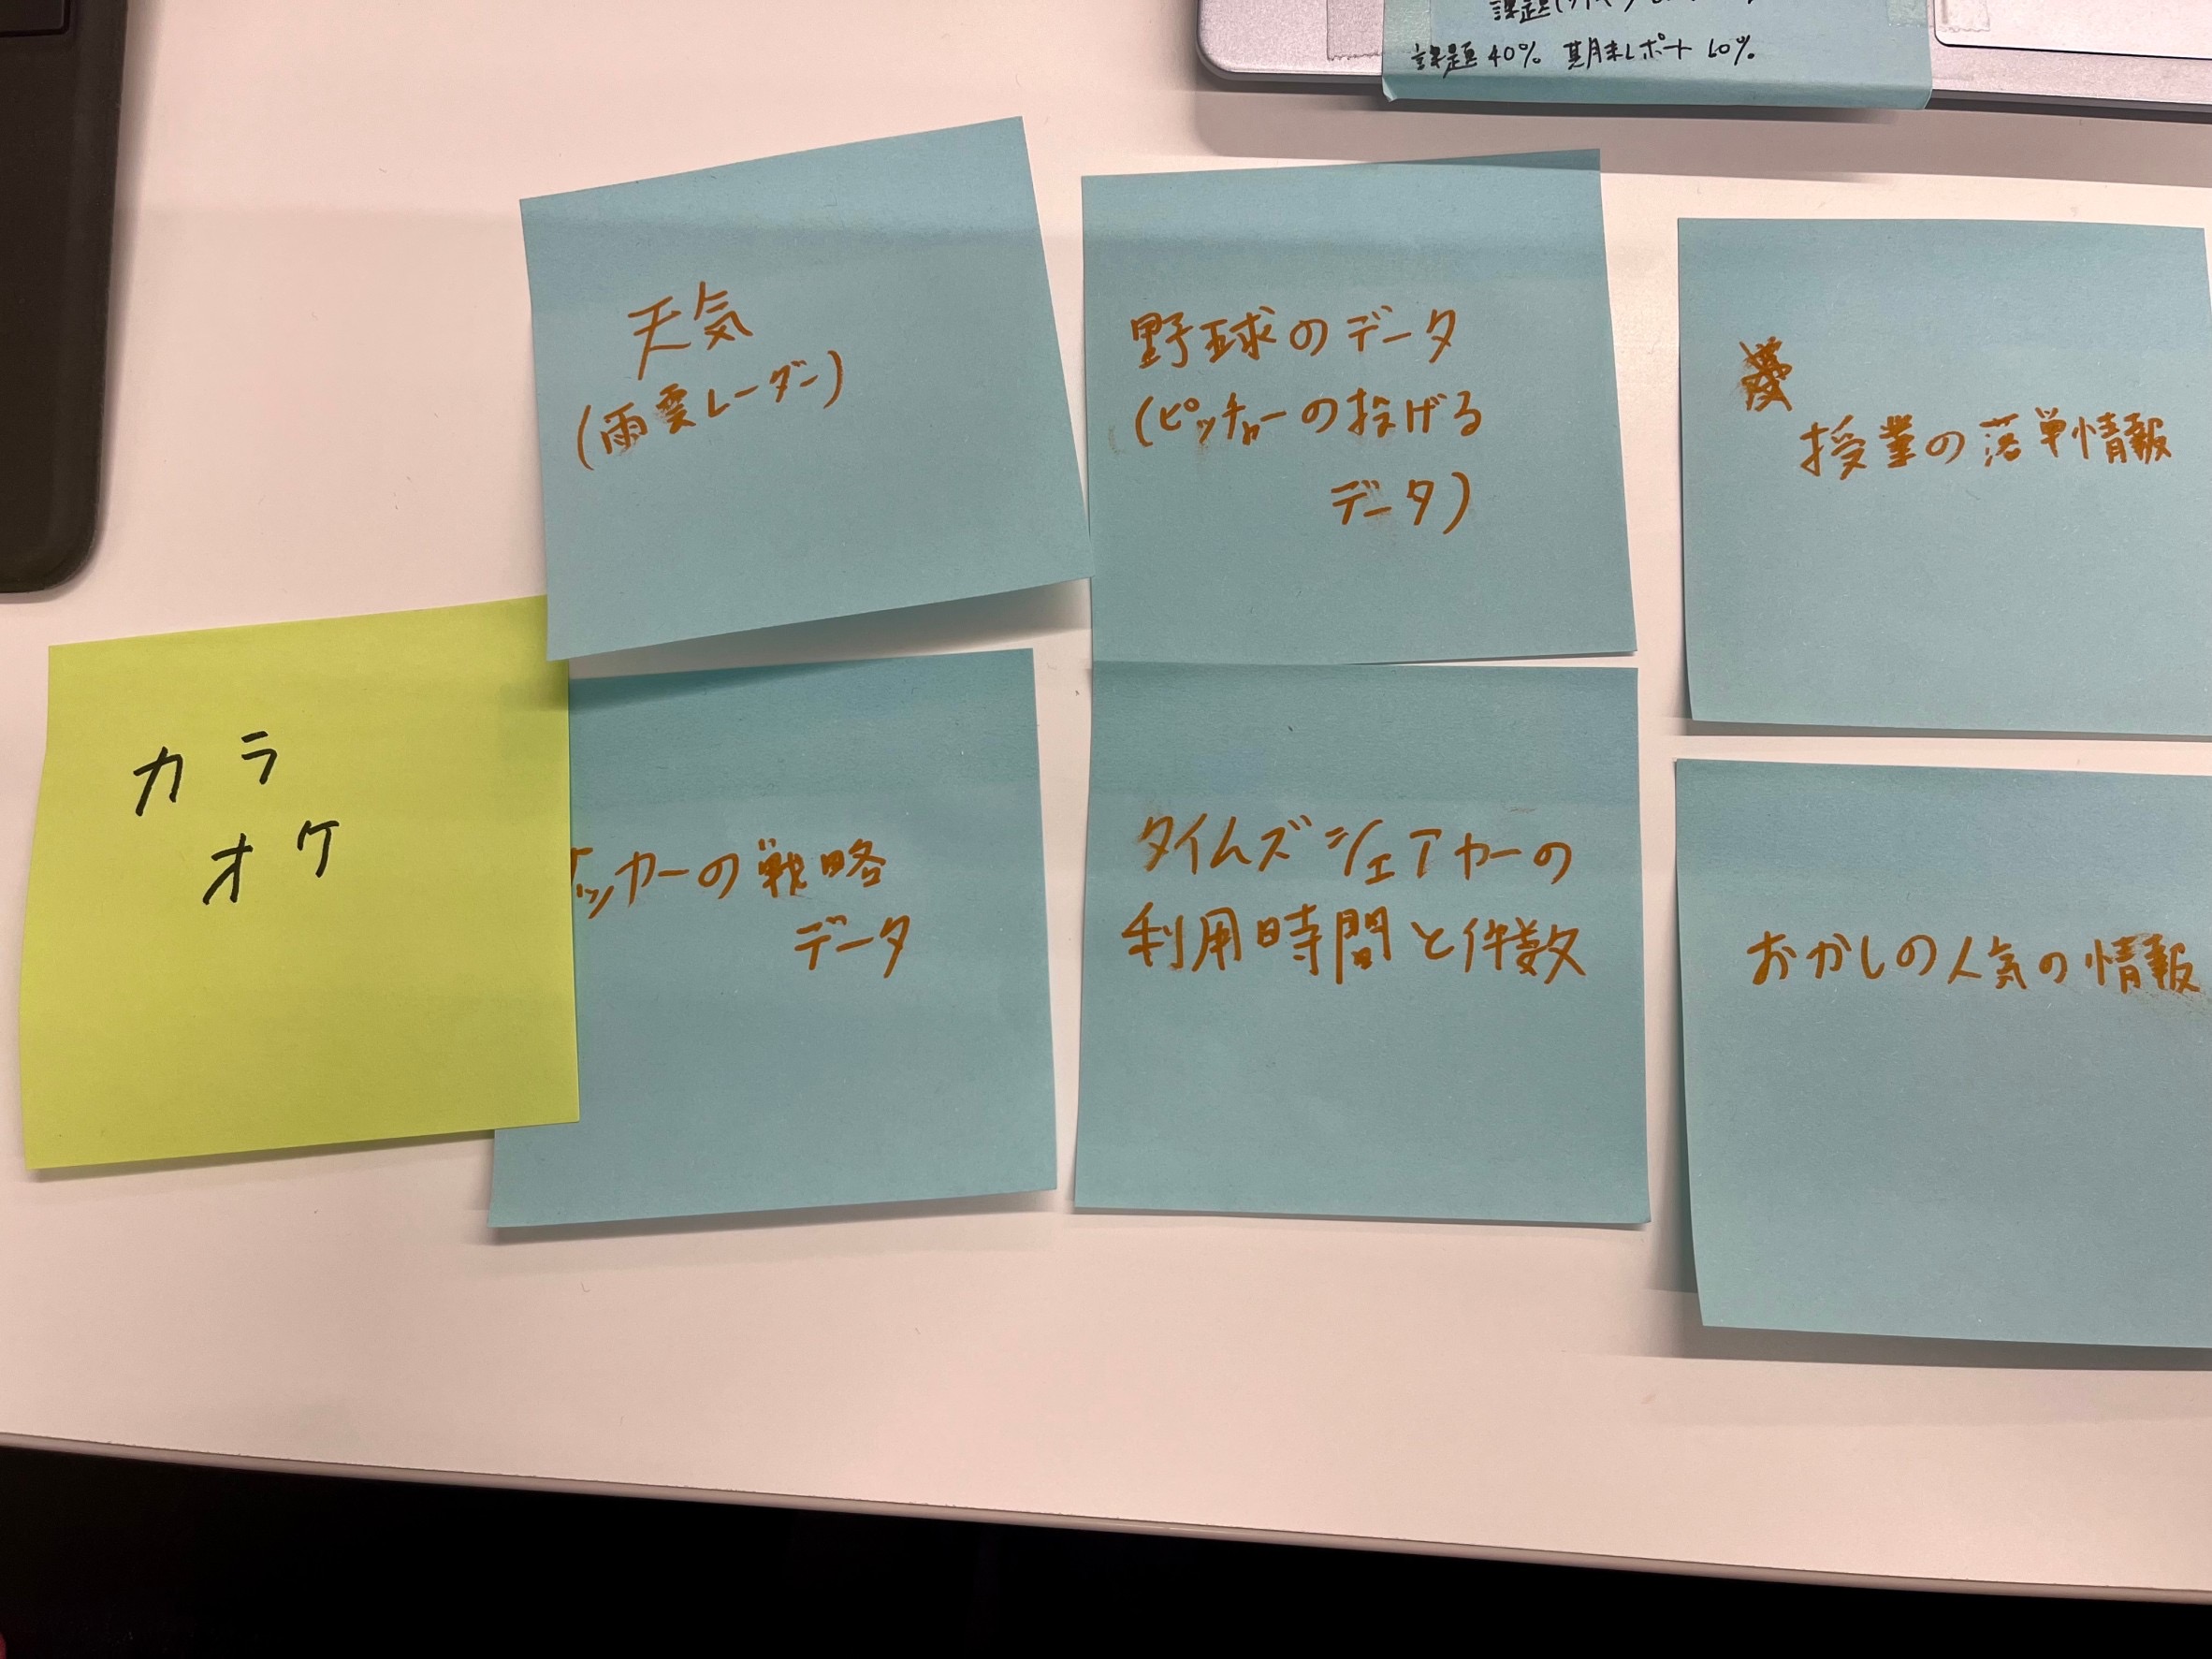 課題 40% 期末レポート 60%
天気
(雨雲レーダー)
野球のデータ
(ピッチャーの投げる
データ)
授業の落単情報
カラ
オケ
ッカーの戦略
データ
タイムズシェアカーの
利用時間と件数
おかしの人気の情報